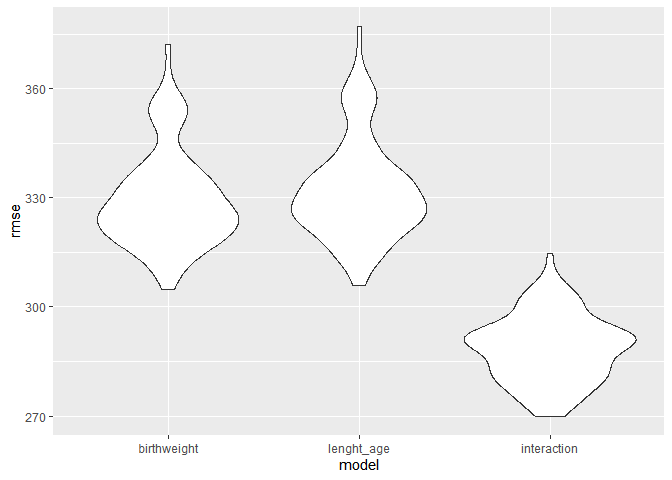 360
330
300
270
rmse
birthweight
lenght_age
interaction
model